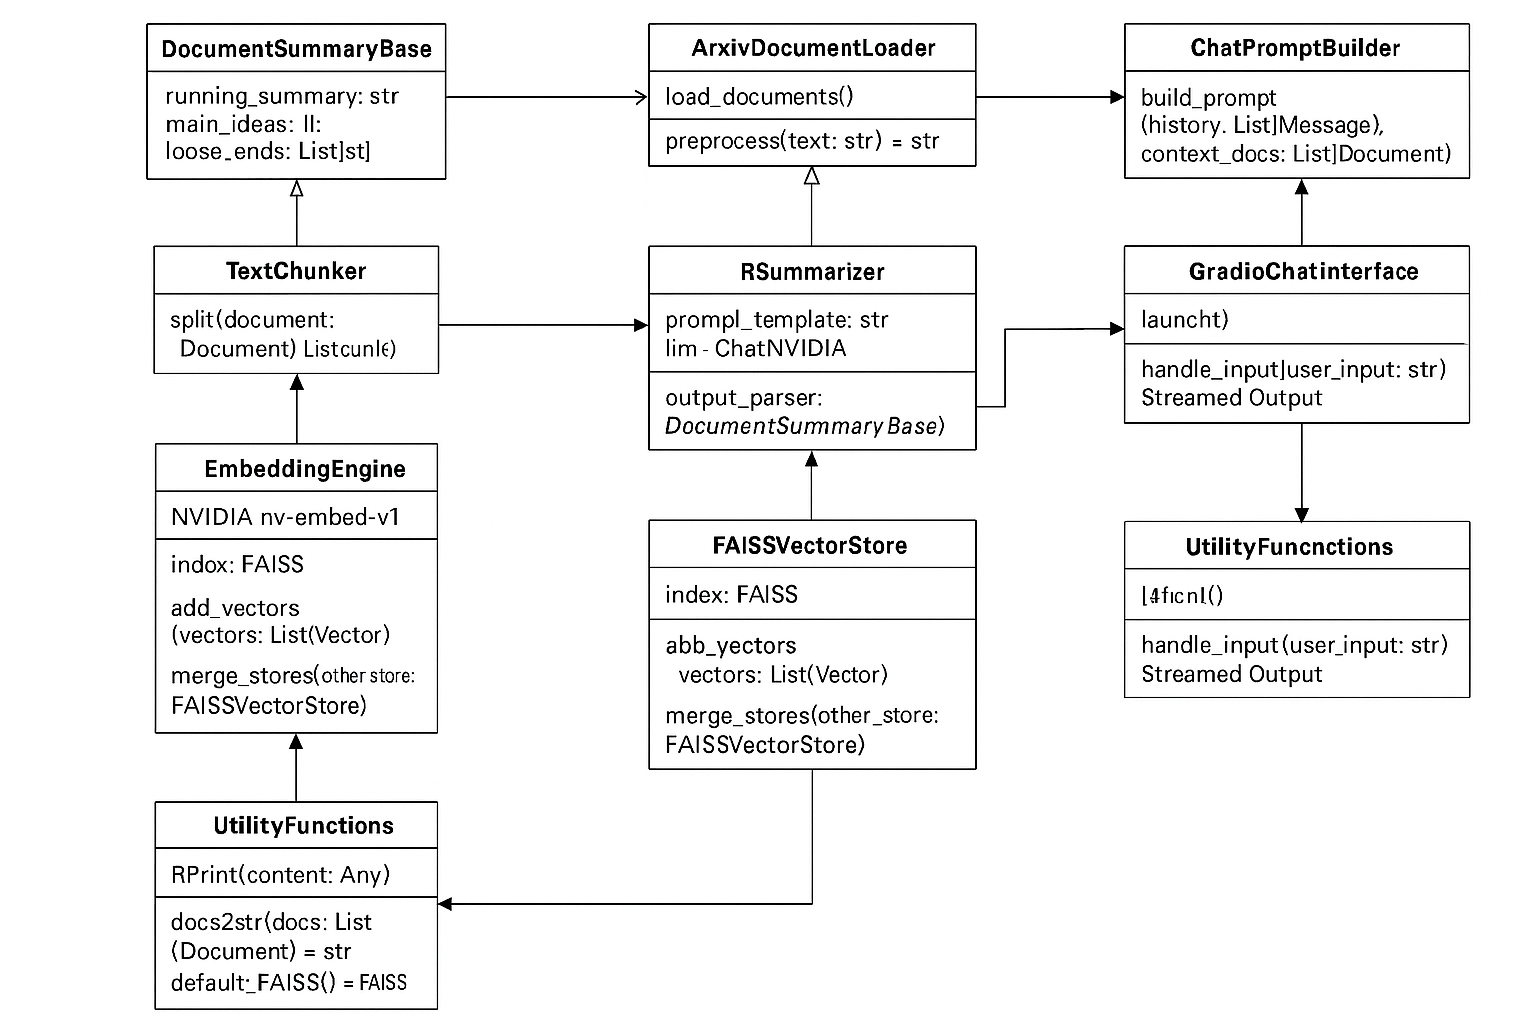 DocumentSummaryBase
running_summary: str
main_ideas: ll:
loose_ends: List]st]
ArxivDocumentLoader
load_documents()
preprocess(text: str) = str
ChatPromptBuilder
build_prompt
(history. List]Message),
context_docs: List]Document)
TextChunker
split(document:
Document)
RSummarizer
prompl_template: str
lim - ChatNVIDIA
output_parser:
DocumentSummaryBase)
GradioChatinterface
launcht)
handle_input]user_input: str)
Streamed Output
EmbeddingEngine
NVIDIA nv-embed-v1
indox: FAISS
add_vectors
(vectors: List(Vector)
merge_stores(other store:
FAISSVectorStore)
FAISSVectorStore
index: FAISS
abb_yectors
vectors: List(Vector)
merge_stores(other_store:
FAISSVectorStore)
UtilityFuncnctions
handle_input(user_input: str)
Streamed Output
UtilityFunctions
RPrint(content: Any)
docs2str(docs: List
(Document) = str
default:_FAISS() = FAISS